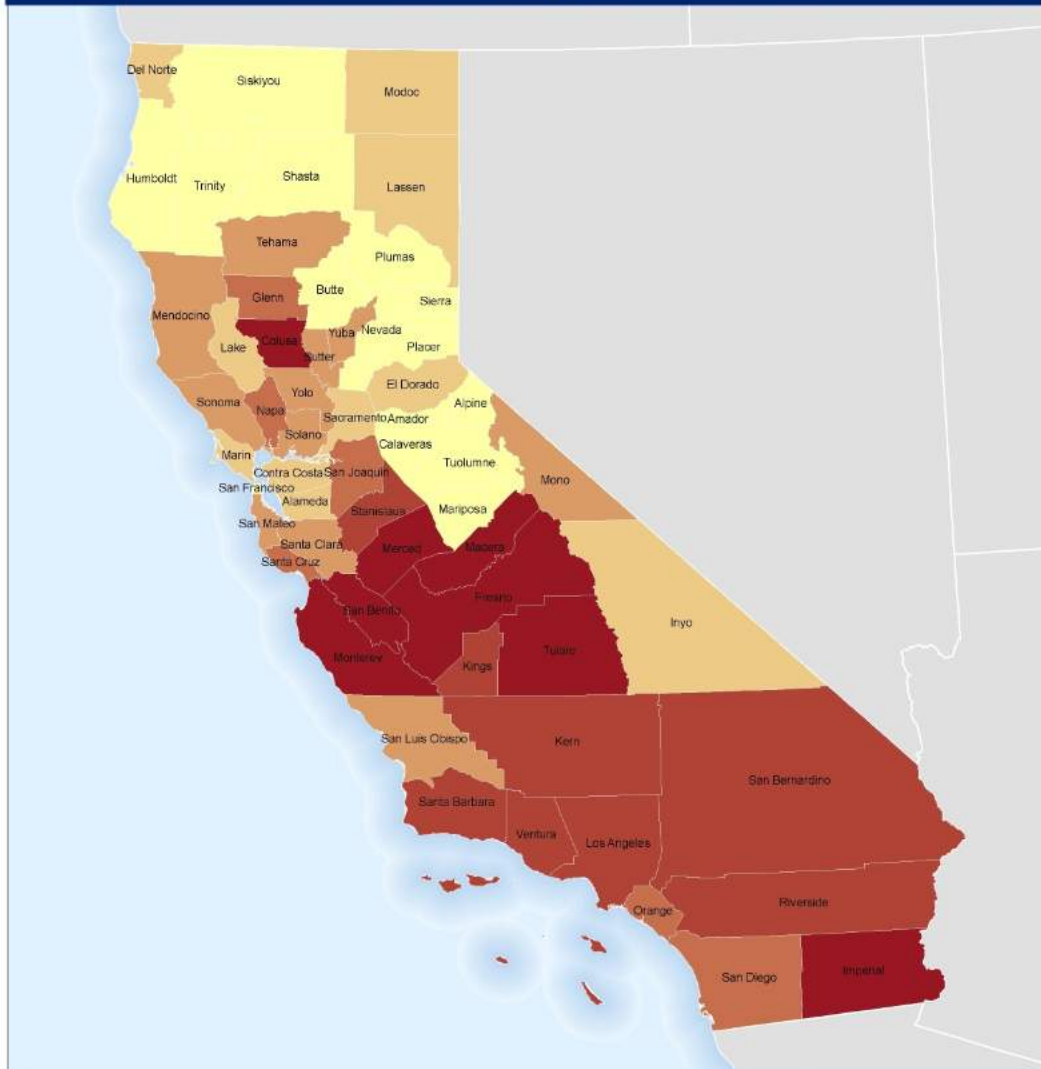 Del Norte
Siskiyou
Modoc
Humboldt
Trinity
Shasta
Lassen
Tehama
Plumas
Butte
Glenn
Sierra
Mendocino
Nevada
Yuba
Colusa
Lake
Sutter
Placer
El Dorado
Yolo
Sonoma
Napa
Alpine
Sacramento
Amador
Solano
Calaveras
Marin
Tuolumne
Contra Costa
San Joaquin
San Francisco
Mono
Alameda
Stanislaus
Mariposa
San Mateo
Santa Clara
Merced
Madera
Santa Cruz
Fresno
San Benito
Inyo
Tulare
Monterey
Kings
San Luis Obispo
Kern
San Bernardino
Santa Barbara
Ventura
Los Angeles
Riverside
Orange
San Diego
Imperial